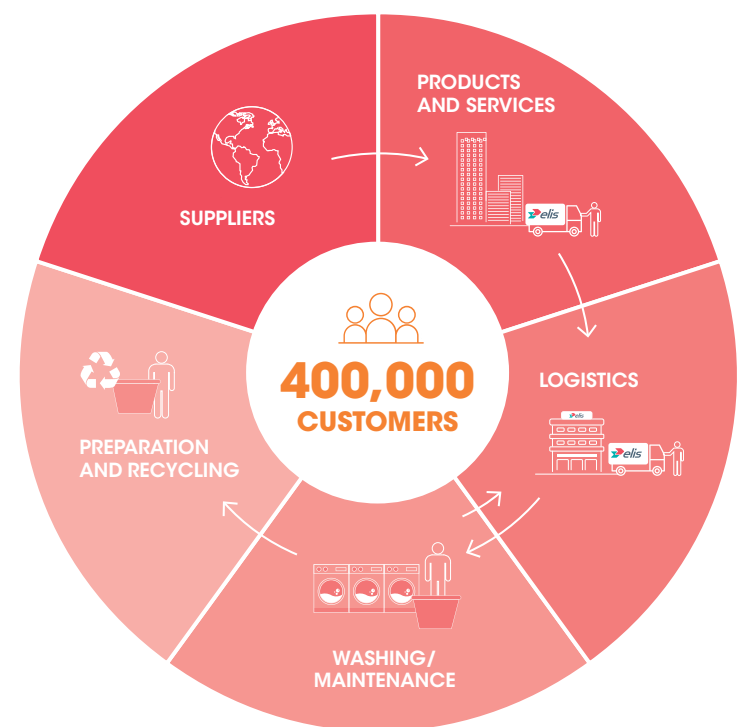 PRODUCTS
AND SERVICES
elis
SUPPLIERS
400,000
CUSTOMERS
LOGISTICS
elis
elis
PREPARATION
AND RECYCLING
WASHING/
MAINTENANCE